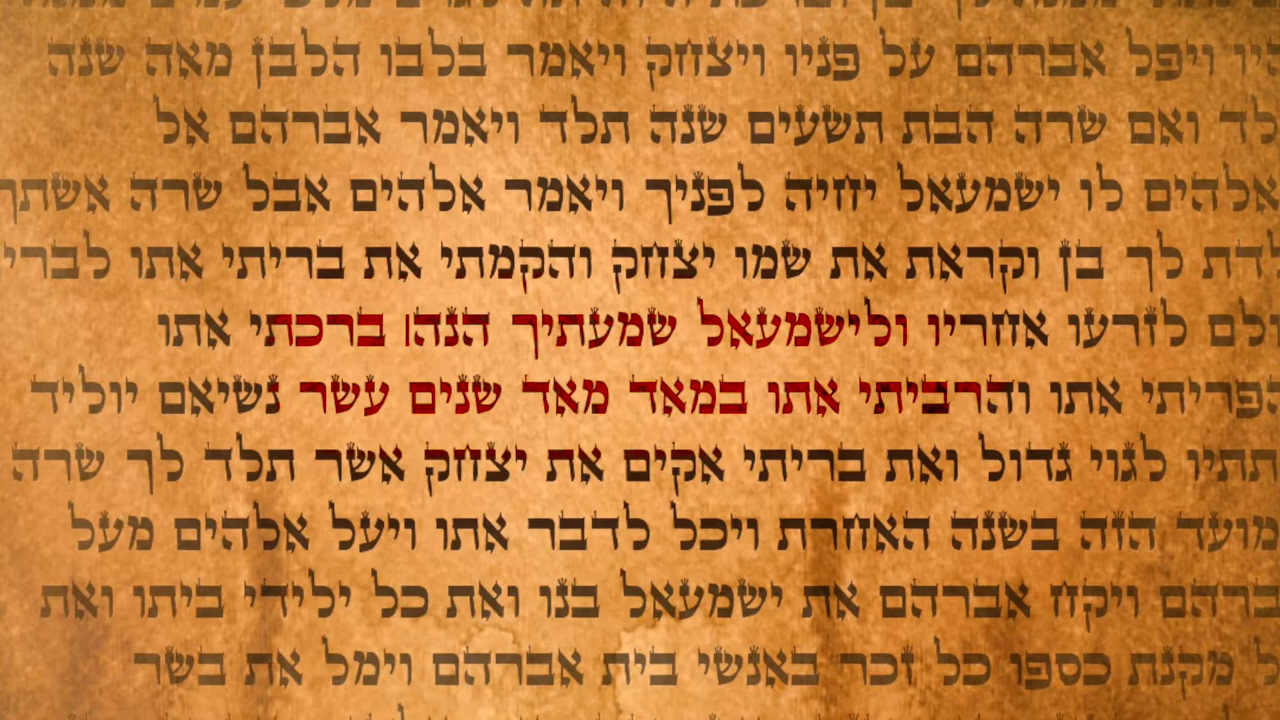 היו ויפל אברהם על פניו ויצחק ויאמר בלבו הלבן מאה שנה
לד ואם שרה הבת תשעים שנה תלד ויאמר אברהם אל
אלהים לו ישמעאל יחיה לפניך ויאמר אלהים אבל שרה אשתך
לדת לך בן וקראת את שמו יצחק והקמתי את בריתי אתו לברי
ולם לזרעו אחריו ולישמעאל שמעתיך הנה| ברכתי אתו
הפריתי אתו והרביתי אתו במאד מאד שנים עשר נשיאם יוליד
תתיו לגוי גדול ואת בריתי אקים את יצחק אשר תלד לך שרה
מועד הזה בשנה האחרת ויכל לדבר אתו ויעל אלהים מעל
ברהם ויקח אברהם את ישמעאל בנו ואת כל ילידי ביתו ואת
ל מקנת כספו כל זכר באנשי בית אברהם וימל את בשר